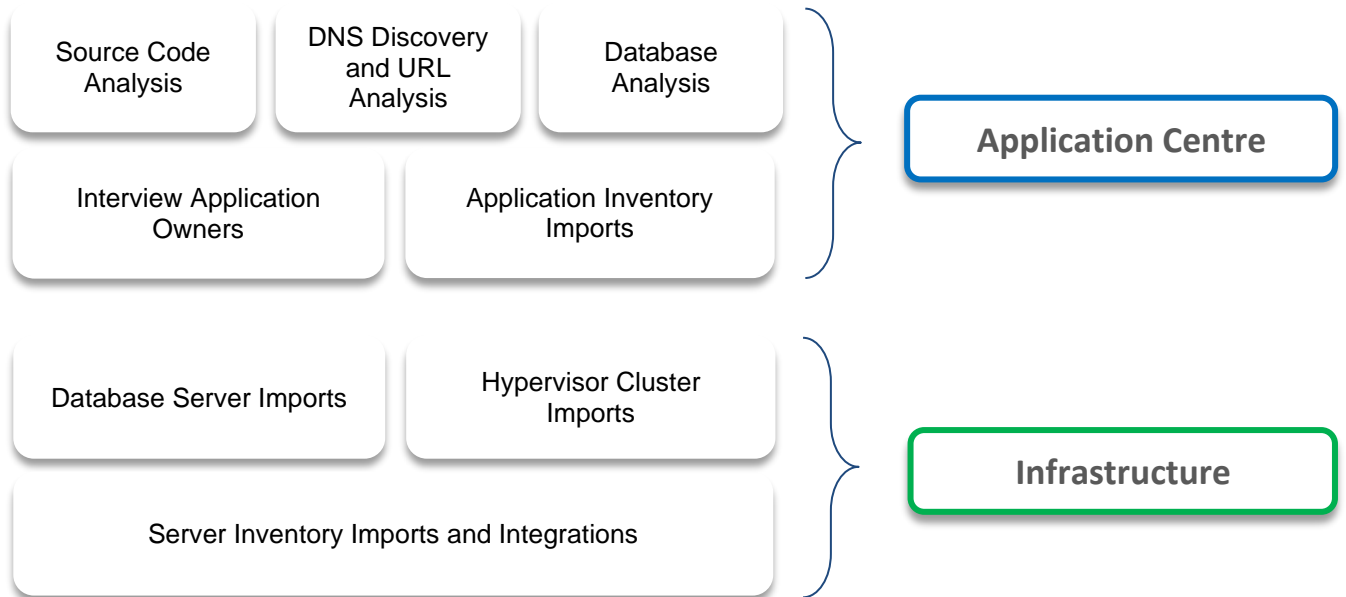 Source Code
Analysis
DNS Discovery
and URL
Analysis
Database
Analysis
Interview Application
Owners
Application Inventory
Imports
Application Centre
Database Server Imports
Hypervisor Cluster
Imports
Server Inventory Imports and Integrations
Infrastructure